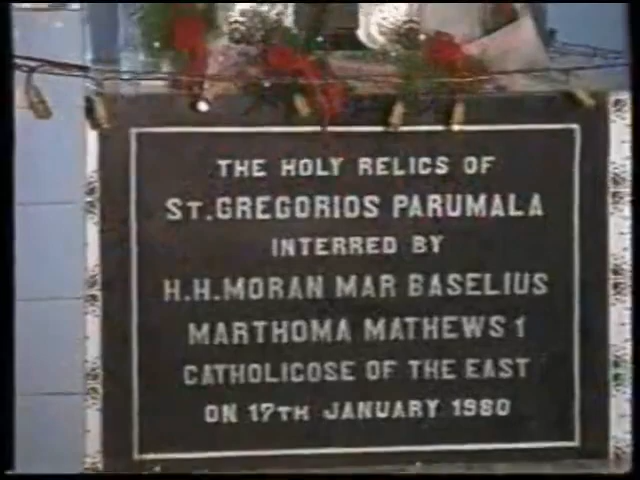 THE HOLY RELICS OF
ST. GREGORIOS PARUMALA
INTERRED BY
H.H. MORAN MAR BASELIUS
MARTHOMA MATHEWS 1
CATHOLICOSE OF THE EAST
ON 17TH JANUARY 1980